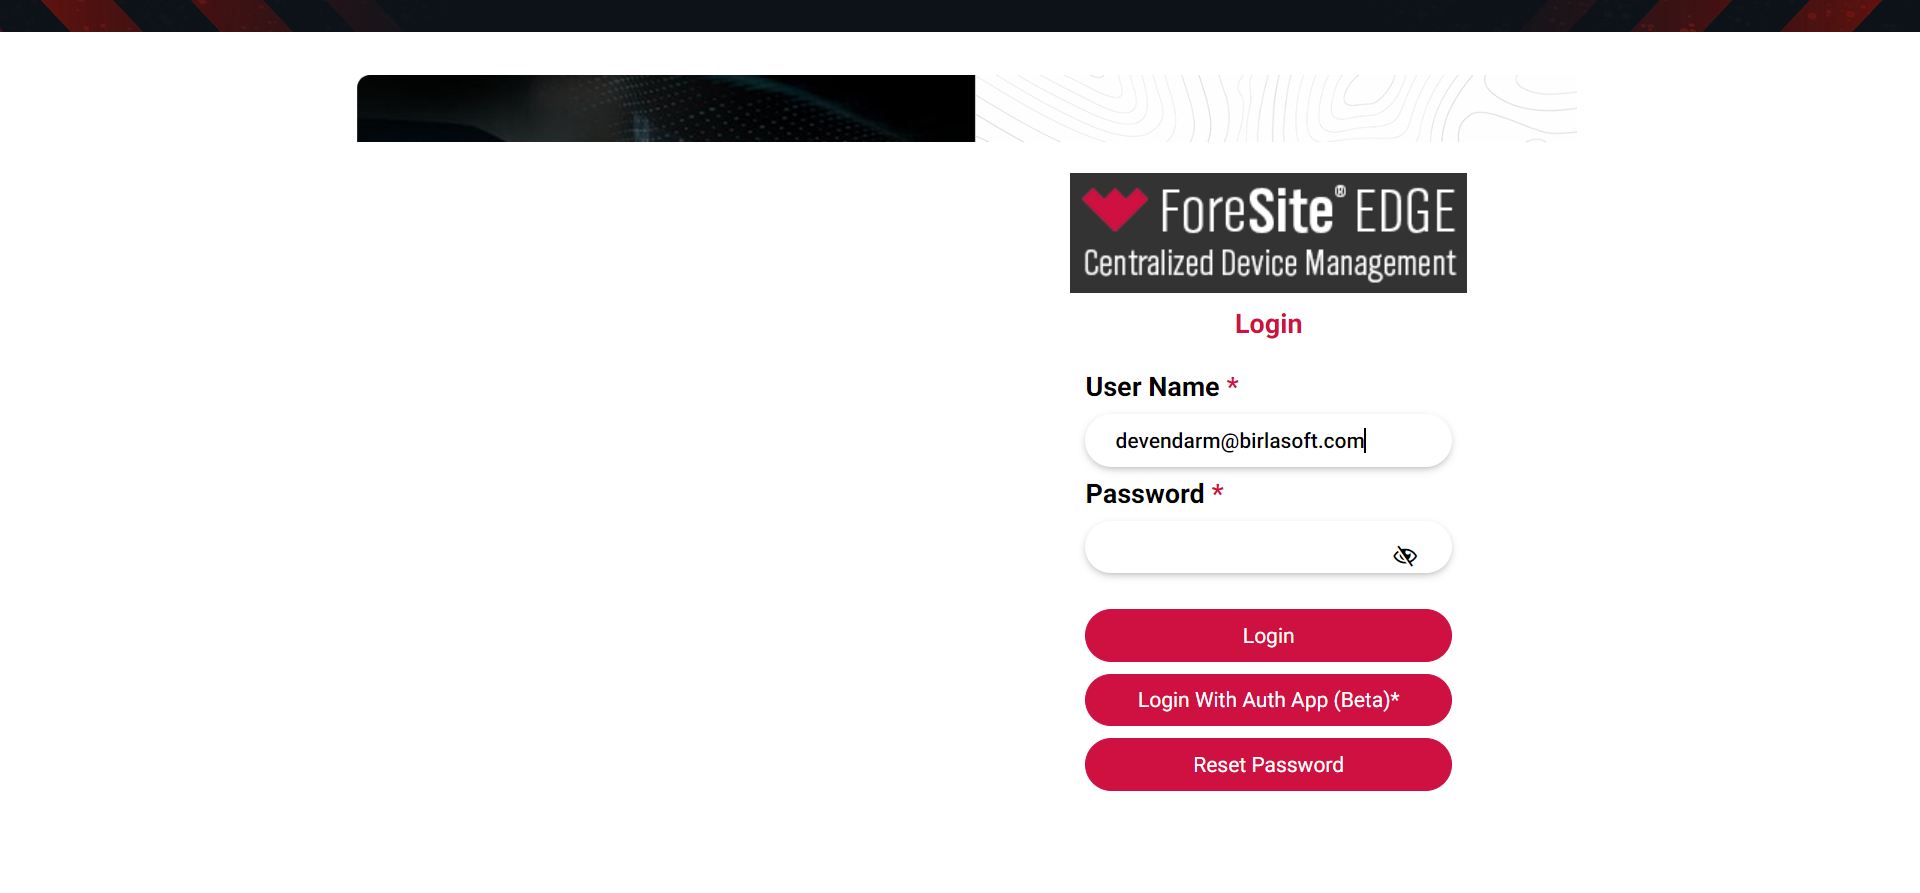 ForeSite® EDGE
Centralized Device Management
Login
User Name *
devendarm@birlasoft.com
Password *
Login
Login With Auth App (Beta)*
Reset Password